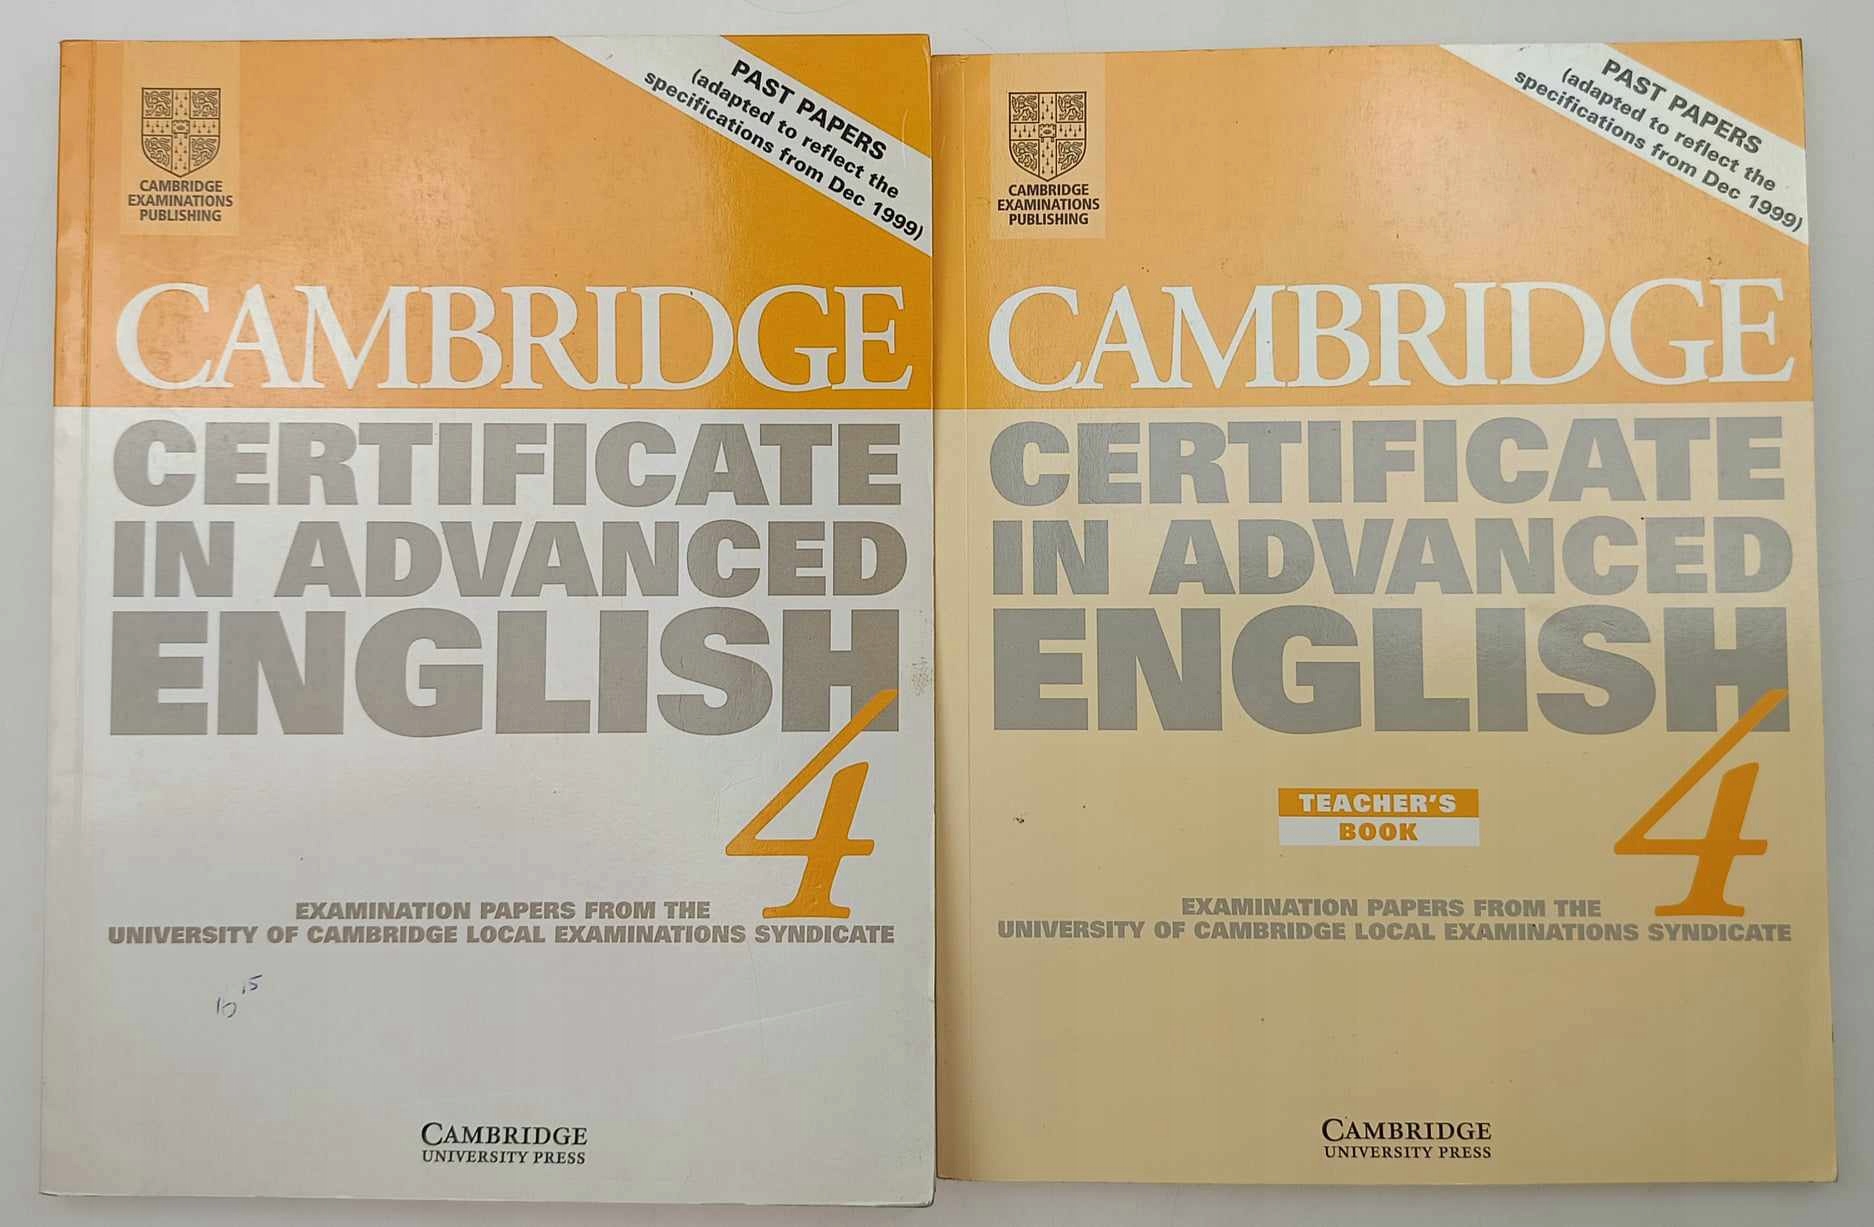 PAST PAPERS
(adapted to reflect the
specifications from Dec 1999)
CAMBRIDGE
EXAMINATIONS
PUBLISHING
CAMBRIDGE
CERTIFICATE
IN ADVANCED
ENGLISH
4
EXAMINATION PAPERS FROM THE
UNIVERSITY OF CAMBRIDGE LOCAL EXAMINATIONS SYNDICATE
10 15
CAMBRIDGE
UNIVERSITY PRESS
PAST PAPERS
(adapted to reflect the
specifications from Dec 1999)
CAMBRIDGE
EXAMINATIONS
PUBLISHING
CAMBRIDGE
CERTIFICATE
IN ADVANCED
ENGLISH
4
TEACHER'S
BOOK
EXAMINATION PAPERS FROM THE
UNIVERSITY OF CAMBRIDGE LOCAL EXAMINATIONS SYNDICATE
CAMBRIDGE
UNIVERSITY PRESS